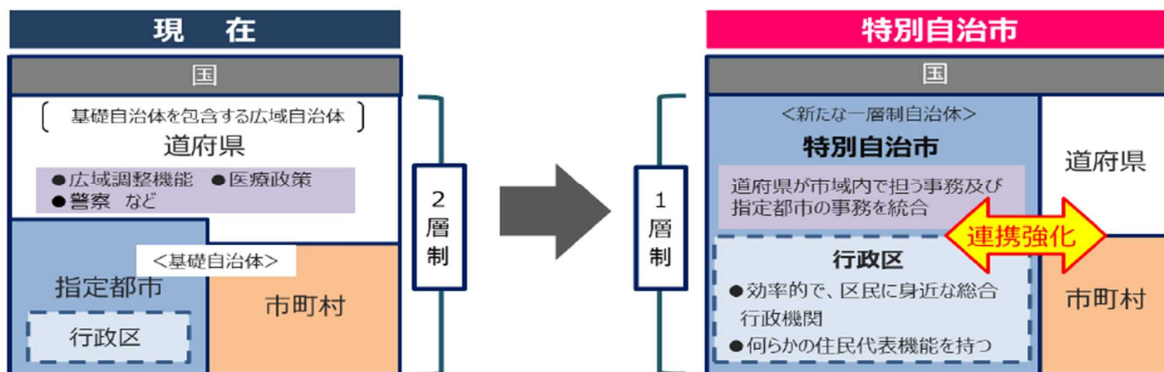 現 在
国
基礎自治体を包含する広域自治体
道府県
●広域調整機能 ●医療政策
●警察 など
<基礎自治体>
指定都市
行政区
市町村
2層制
特別自治市
国
<新たな一層制自治体>
特別自治市
道府県が市域内で担う事務及び
指定都市の事務を統合
行政区
●効率的で、区民に身近な総合
行政機関
●何らかの住民代表機能を持つ
1層制
道府県
連携強化
市町村